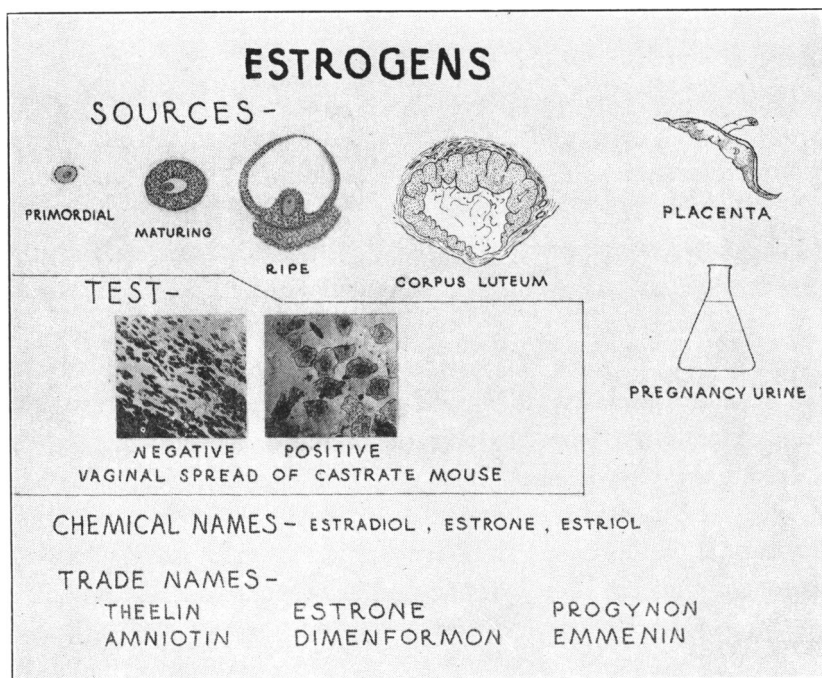 ESTROGENS
SOURCES-
PRIMORDIAL
MATURING
RIPE
CORPUS LUTEUM
PLACENTA
PREGNANCY URINE
TEST-
NEGATIVE POSITIVE
VAGINAL SPREAD OF CASTRATE MOUSE
CHEMICAL NAMES- ESTRADIOL, ESTRONE, ESTRIOL
TRADE NAMES-
THEELIN ESTRONE PROGYNON
AMNIOTIN DIMENFORMON EMMENIN